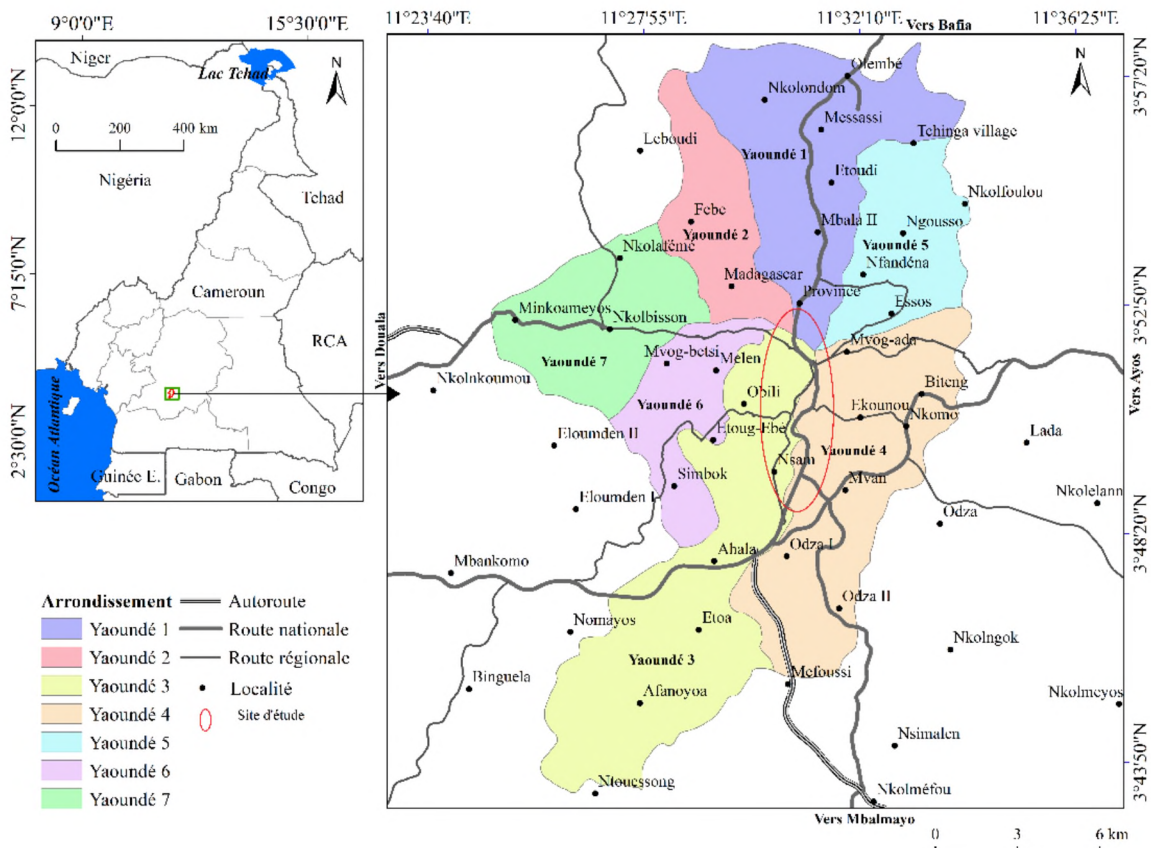 9°0'0"E
15°30'0"E
11°23'40"E
11°27'55"E
11°32'10"E
11°36'25"E
Vers Bafia
Niger
Lac Tchad
N
0 200 400 km
12°0'0"N
Nigéria
Tchad
7°15'0"N
Cameroun
RCA
Océan Atlantique
2°30'0"N
Guinée E.
Gabon
Congo
Vers Douala
N
Olembé
3°57'20"N
Nkolondom
Messassi
Tchinga village
Leboudi
Yaoundé 1
Etoudi
Nkolfoulou
Febe
Mbala II
Ngousso
Yaoundé 2
Yaoundé 5
Nkolafémé
Nfandéna
Madagascar
Province
Essos
3°52'50"N
Minkoameyos
Nkolbisson
Mvog-ada
Yaoundé 7
Mvog-betsi
Melen
Nkolnkoumou
Obili
Biteng
Vers Ayos
Yaoundé 6
Ekounou
Nkomo
Eloumden II
Etoug-Ebé
Lada
Yaoundé 4
Nsam
Simbok
Mvan
Eloumden I
Nkolelann
Odza
3°48'20"N
Ahala
Odza I
Mbankomo
Odza II
Nomayos
Etoa
Nkolngok
Yaoundé 3
Binguela
Mefoussi
Afanoyoa
Nkolmeyos
Nsimalen
3°43'50"N
Ntouessong
Nkolméfou
Vers Mbalmayo
0 3 6 km
Arrondissement
Yaoundé 1
Yaoundé 2
Yaoundé 3
Yaoundé 4
Yaoundé 5
Yaoundé 6
Yaoundé 7
Autoroute
Route nationale
Route régionale
Localité
Site d'étude